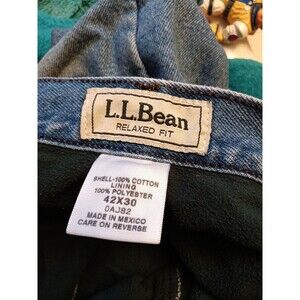 L.L.Bean
RELAXED FIT
SHELL-100% COTTON
LINING
100% POLYESTER
42X30
0AJ82
MADE IN MEXICO
CARE ON REVERSE